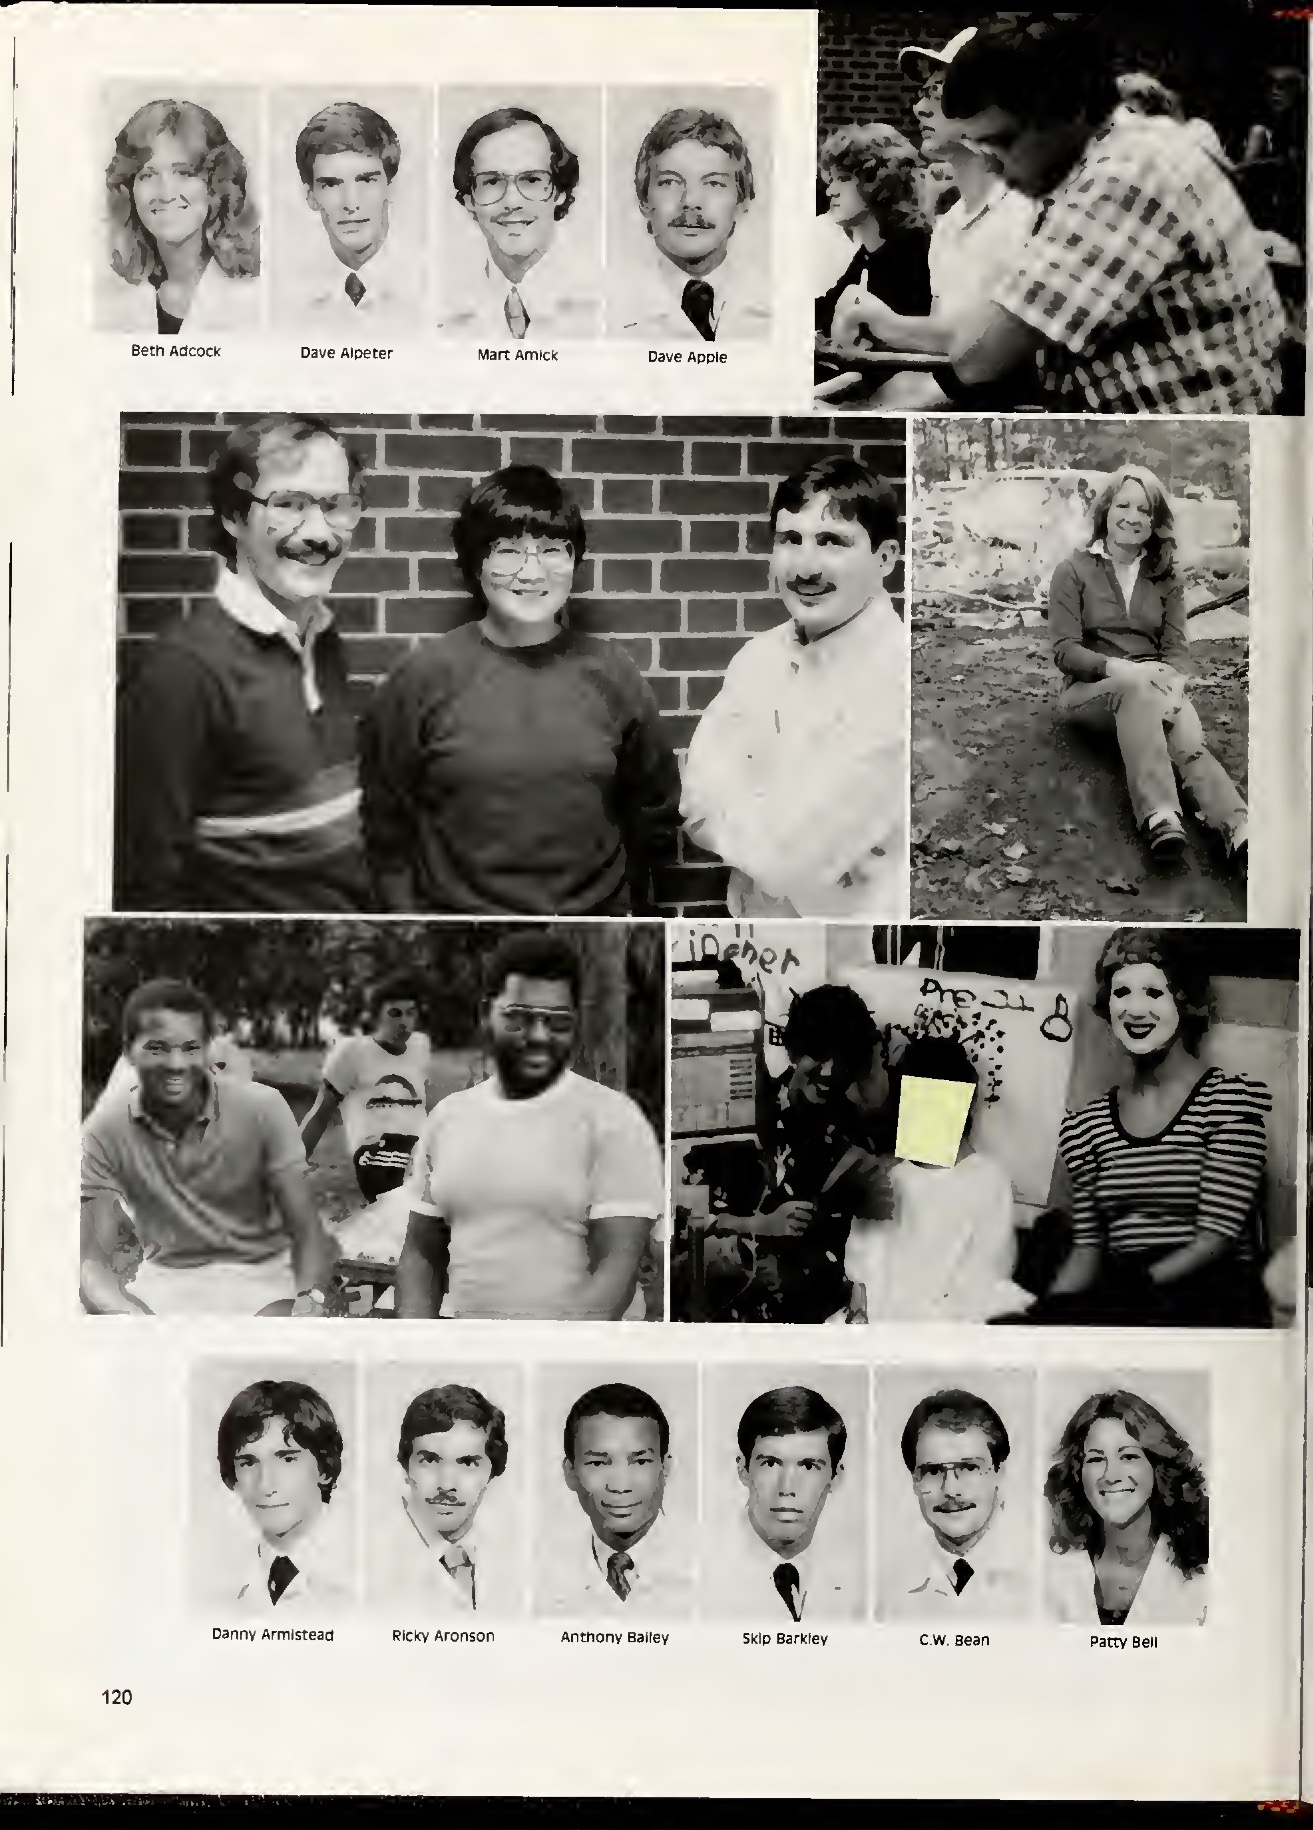 Beth Adcock
Dave Alpeter
Mart Amick
Dave Apple
Danny Armistead
Ricky Aronson
Anthony Bailey
Skip Barkley
C.W. Bean
Patty Bell
120